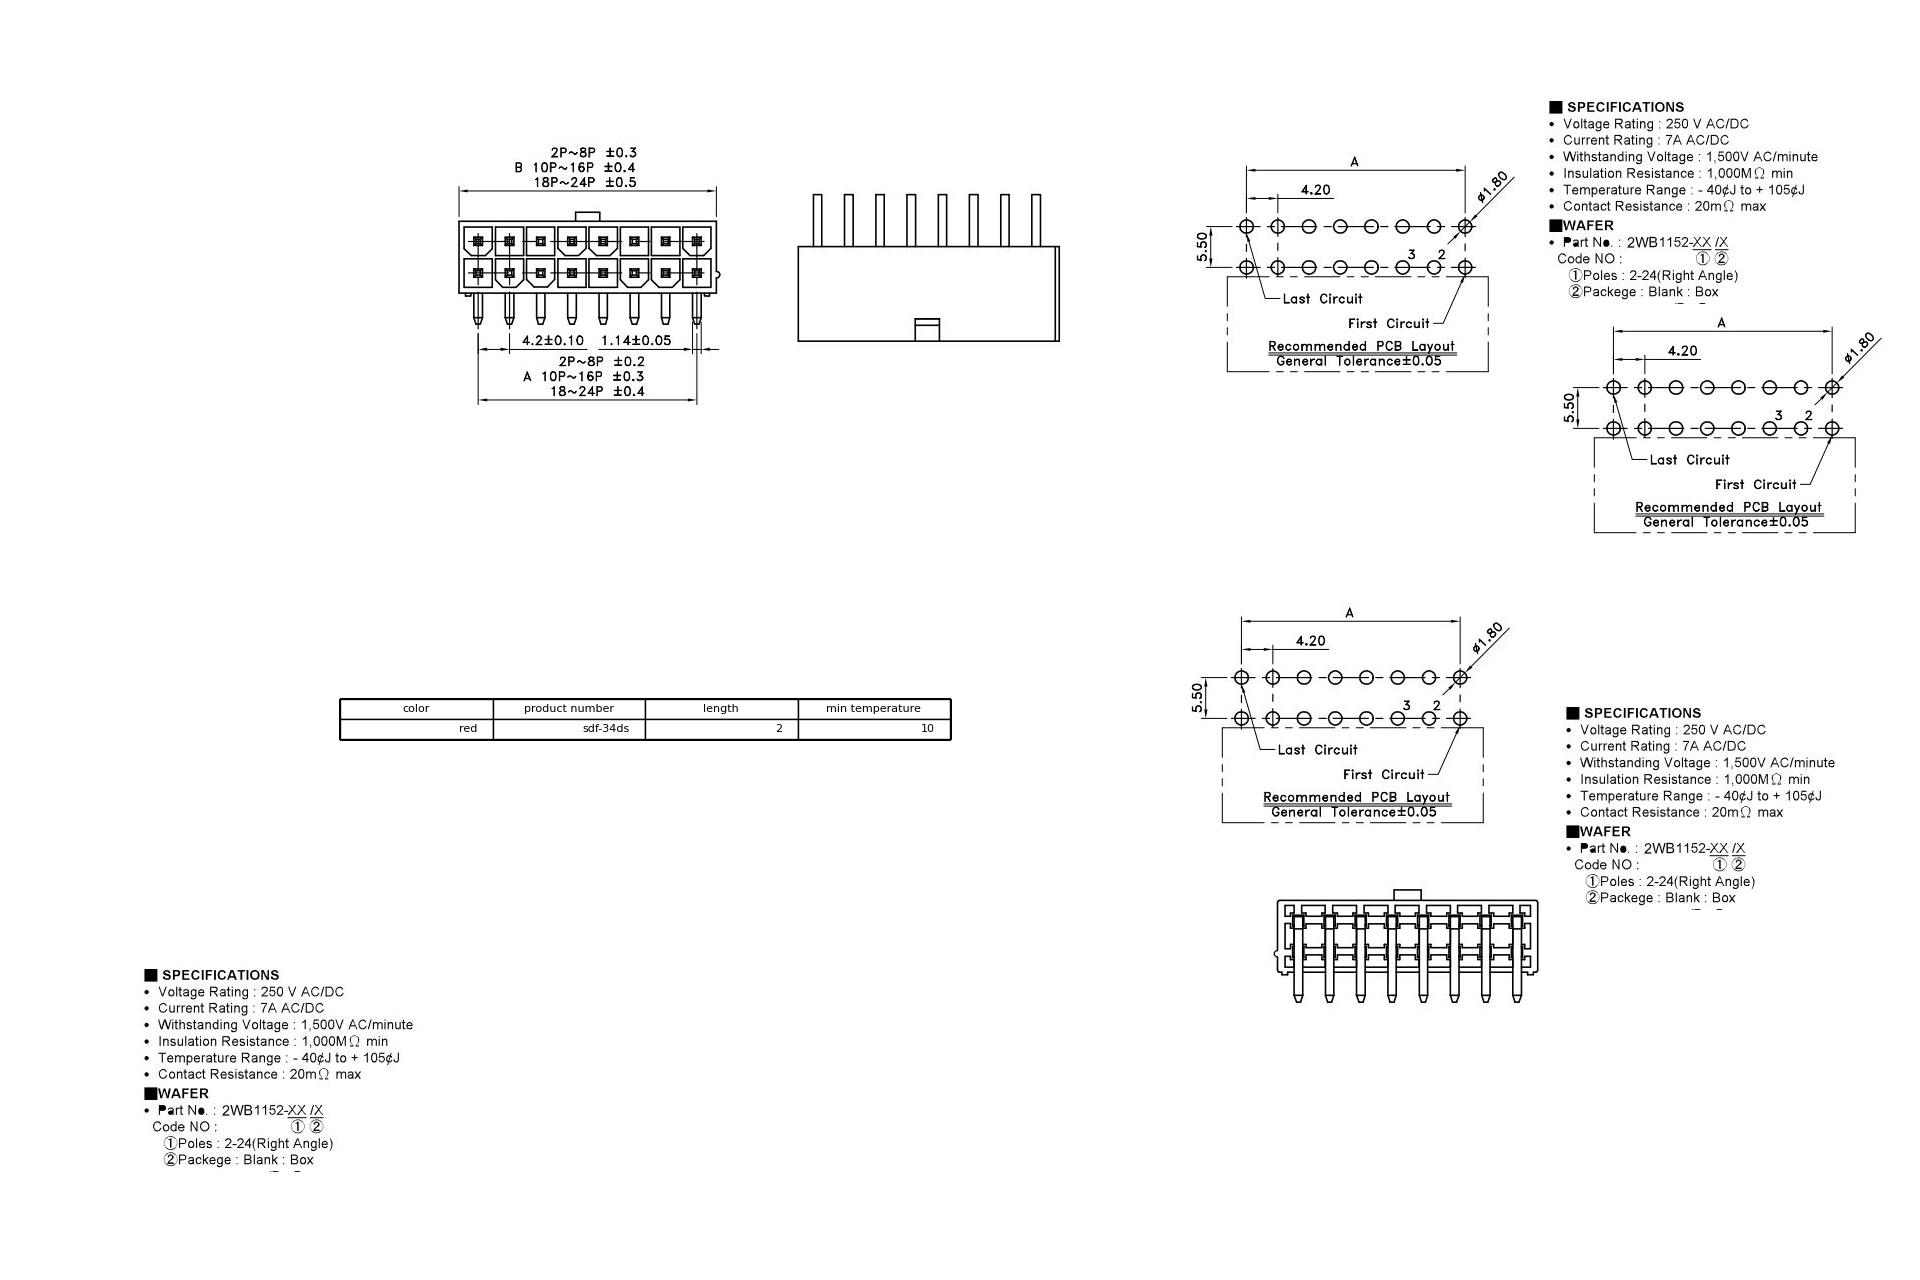 2P~8P ±0.3
B 10P~16P ±0.4
18P~24P ±0.5
4.2±0.10 1.14±0.05
2P~8P ±0.2
A 10P~16P ±0.3
18~24P ±0.4
A
4.20
ø1.80
5.50
3 2
Last Circuit
First Circuit
Recommended PCB Layout
General Tolerance±0.05
■ SPECIFICATIONS
• Voltage Rating : 250 V AC/DC
• Current Rating : 7A AC/DC
• Withstanding Voltage : 1,500V AC/minute
• Insulation Resistance : 1,000MΩ min
• Temperature Range : - 40¢J to + 105¢J
• Contact Resistance : 20mΩ max
■WAFER
• Part No. : 2WB1152-XX /X
Code NO : ① ②
①Poles : 2-24(Right Angle)
②Packege : Blank : Box
A
4.20
ø1.80
5.50
3 2
Last Circuit
First Circuit
Recommended PCB Layout
General Tolerance±0.05
color product number length min temperature
red sdf-34ds 2 10
A
4.20
ø1.80
5.50
3 2
Last Circuit
First Circuit
Recommended PCB Layout
General Tolerance±0.05
■ SPECIFICATIONS
• Voltage Rating : 250 V AC/DC
• Current Rating : 7A AC/DC
• Withstanding Voltage : 1,500V AC/minute
• Insulation Resistance : 1,000MΩ min
• Temperature Range : - 40¢J to + 105¢J
• Contact Resistance : 20mΩ max
■WAFER
• Part No. : 2WB1152-XX /X
Code NO : ① ②
①Poles : 2-24(Right Angle)
②Packege : Blank : Box
■ SPECIFICATIONS
• Voltage Rating : 250 V AC/DC
• Current Rating : 7A AC/DC
• Withstanding Voltage : 1,500V AC/minute
• Insulation Resistance : 1,000MΩ min
• Temperature Range : - 40¢J to + 105¢J
• Contact Resistance : 20mΩ max
■WAFER
• Part No. : 2WB1152-XX /X
Code NO : ① ②
①Poles : 2-24(Right Angle)
②Packege : Blank : Box